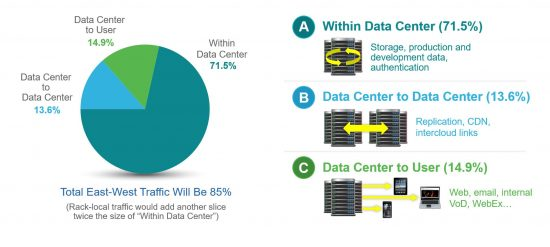 Data Center
to User
14.9%
Within
Data Center
71.5%
Data Center
to
Data Center
13.6%
Total East-West Traffic Will Be 85%
(Rack-local traffic would add another slice
twice the size of “Within Data Center”)
A Within Data Center (71.5%)
Storage, production and
development data,
authentication
B Data Center to Data Center (13.6%)
Replication, CDN,
intercloud links
C Data Center to User (14.9%)
Web, email, internal
VoD, WebEx…